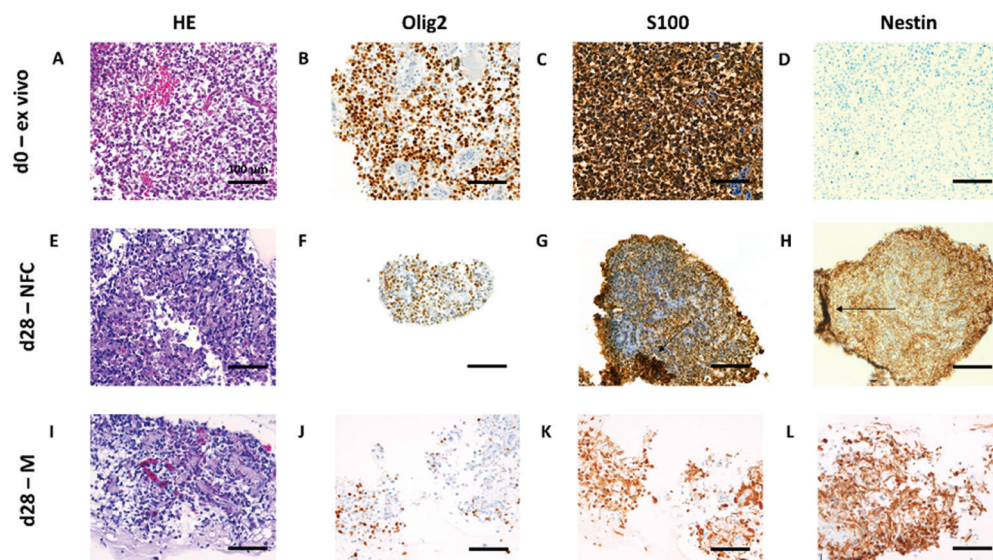 HE Olig2 S100 Nestin
d0 – ex vivo
A B C D
100 µm
d28 – NFC
E F G H
d28 – M
I J K L